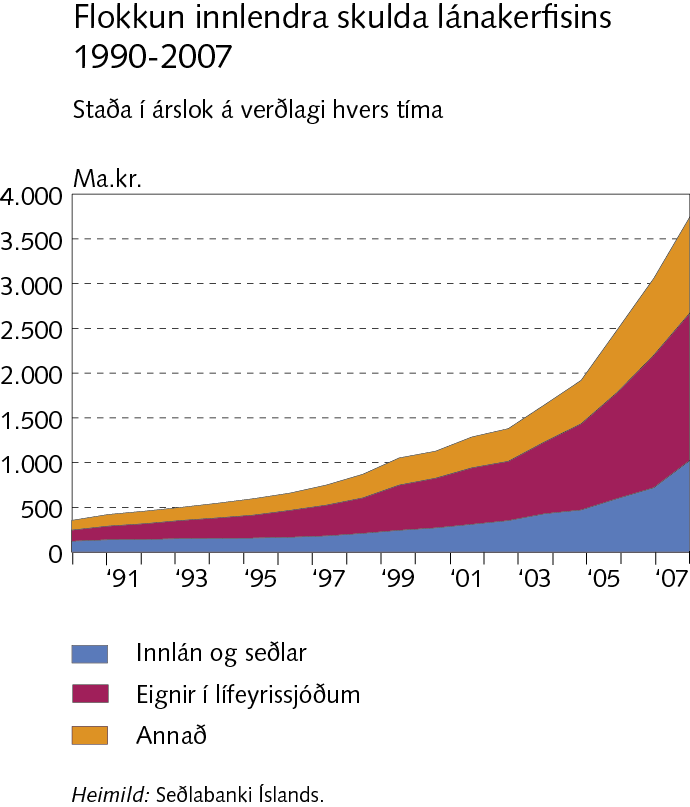 Flokkun innlendra skulda lánakerfisins
1990-2007
Staða í árslok á verðlagi hvers tíma
Ma.kr.
4.000
3.500
3.000
2.500
2.000
1.500
1.000
500
0
‘91 ‘93 ‘95 ‘97 ‘99 ‘01 ‘03 ‘05 ‘07
Innlán og seðlar
Eignir í lífeyrissjóðum
Annað
Heimild: Seðlabanki Íslands.